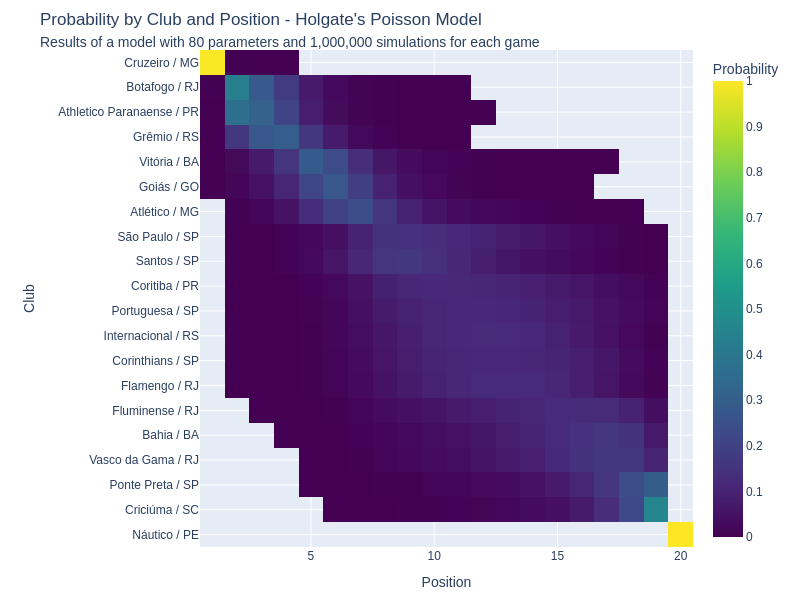 Probability by Club and Position - Holgate's Poisson Model
Results of a model with 80 parameters and 1,000,000 simulations for each game
Probability
Club
Cruzeiro / MG
Botafogo / RJ
Athletico Paranaense / PR
Grêmio / RS
Vitória / BA
Goiás / GO
Atlético / MG
São Paulo / SP
Santos / SP
Coritiba / PR
Portuguesa / SP
Internacional / RS
Corinthians / SP
Flamengo / RJ
Fluminense / RJ
Bahia / BA
Vasco da Gama / RJ
Ponte Preta / SP
Criciúma / SC
Náutico / PE
5
10
15
20
Position
1
0.9
0.8
0.7
0.6
0.5
0.4
0.3
0.2
0.1
0